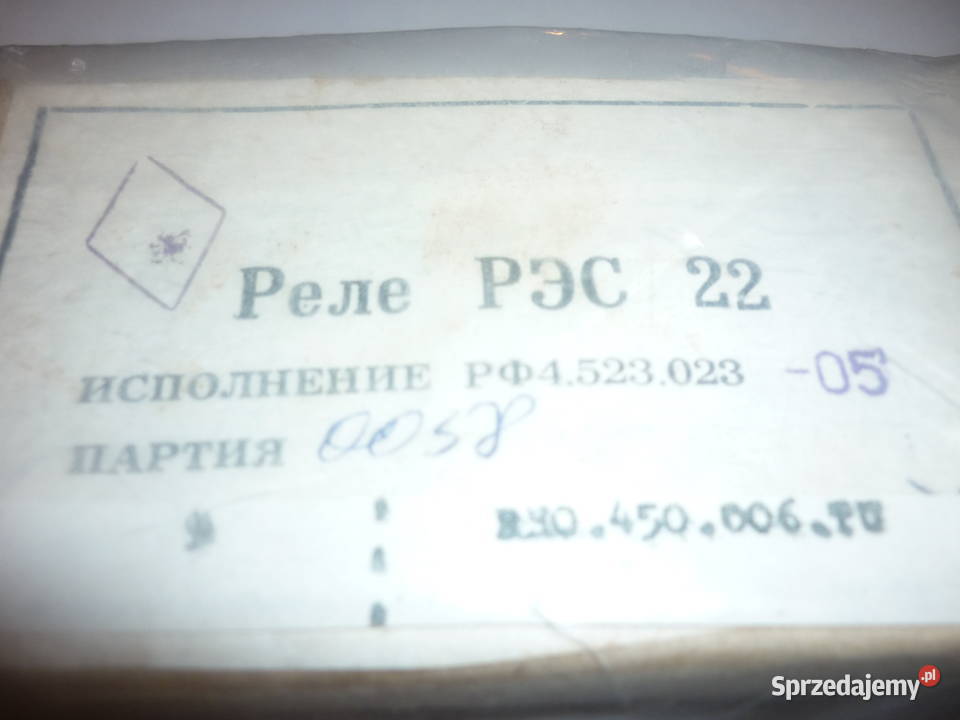 Реле РЭС 22
ИСПОЛНЕНИЕ РФ4.523.023 -05
ПАРТИЯ 0058
Sprzedajemy.pl